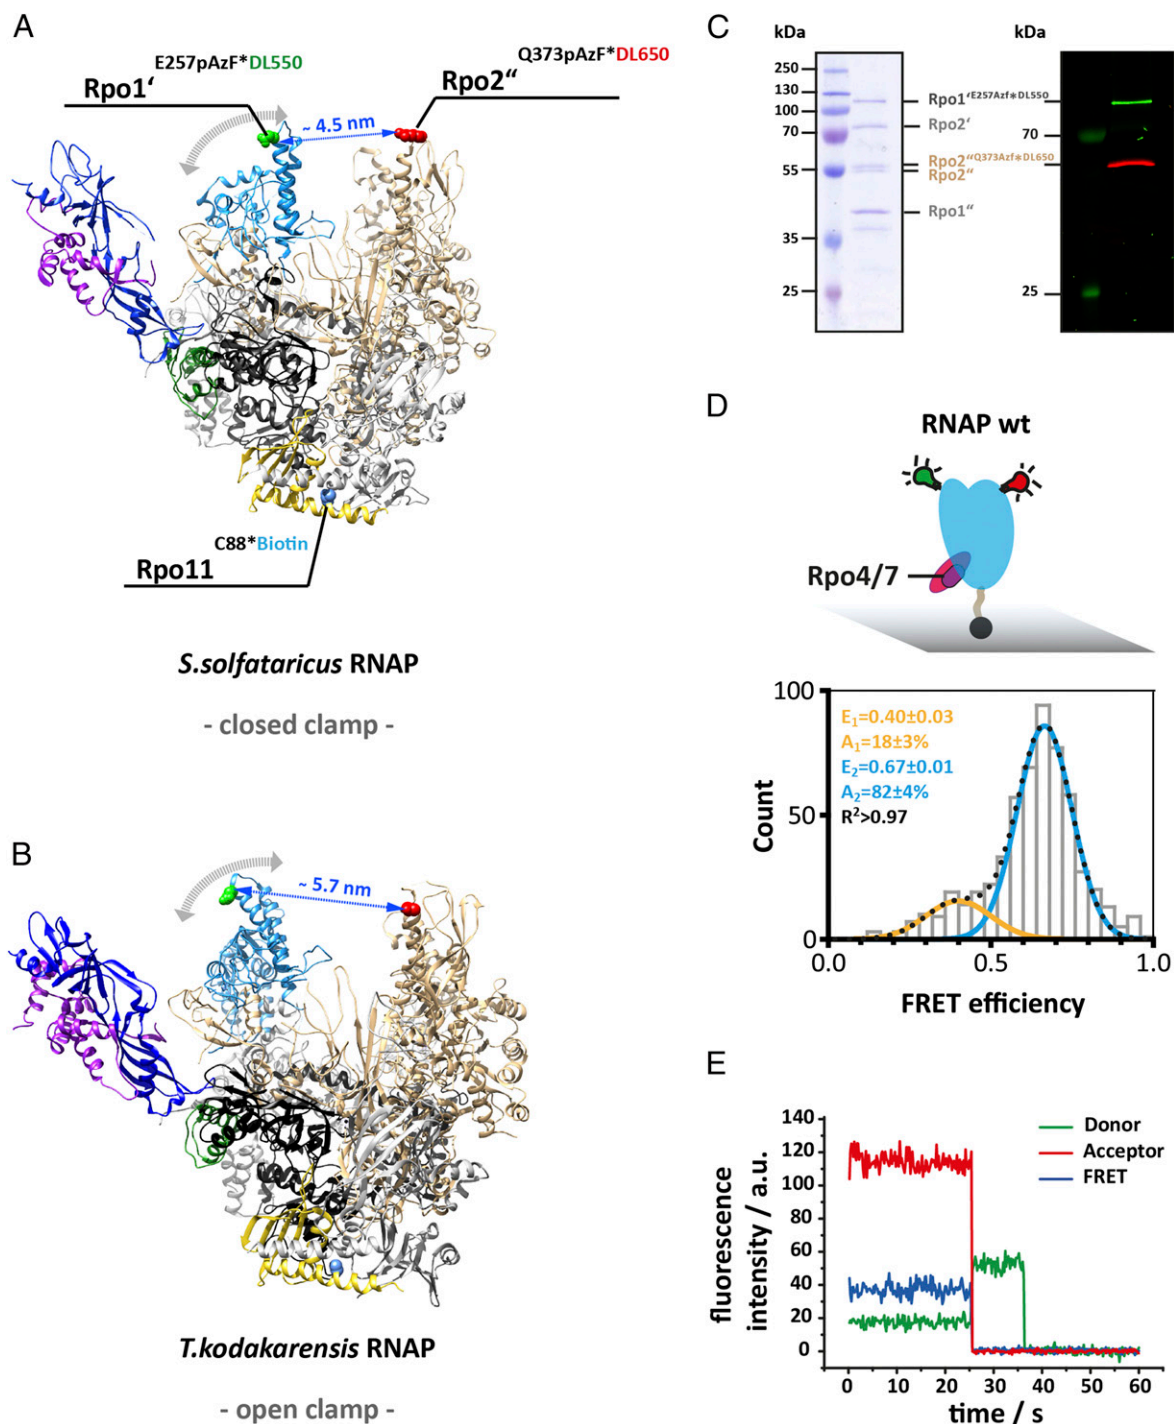 A
E257pAzF*DL550
Rpo1‘
Q373pAzF*DL650
Rpo2“
~ 4.5 nm
C88*Biotin
Rpo11
S.solfataricus RNAP
- closed clamp -
B
~ 5.7 nm
T.kodakarensis RNAP
- open clamp -
C
kDa
250
130
100
70
55
35
25
Rpo1‘E257Azf*DL550
Rpo2‘
Rpo2“Q373Azf*DL650
Rpo2“
Rpo1“
kDa
70
25
D
RNAP wt
Rpo4/7
E1=0.40±0.03
A1=18±3%
E2=0.67±0.01
A2=82±4%
R2>0.97
100
50
0
Count
0.0 0.5 1.0
FRET efficiency
E
140
120
100
80
60
40
20
0
fluorescence
intensity / a.u.
Donor
Acceptor
FRET
0 10 20 30 40 50 60
time / s